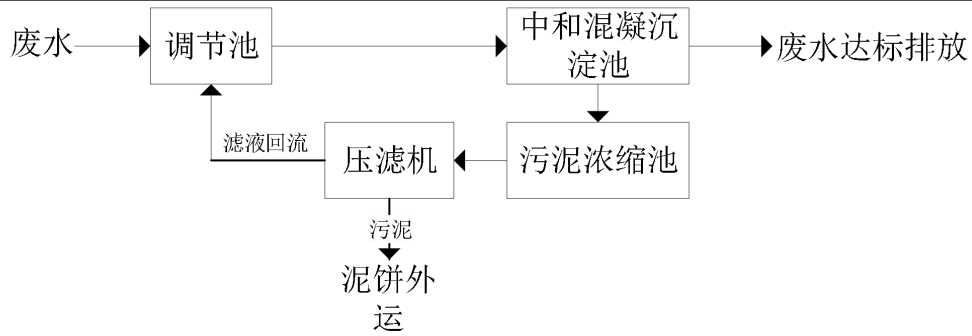 废水
调节池
中和混凝沉
淀池
废水达标排放
滤液回流
压滤机
污泥浓缩池
污泥
泥饼外
运